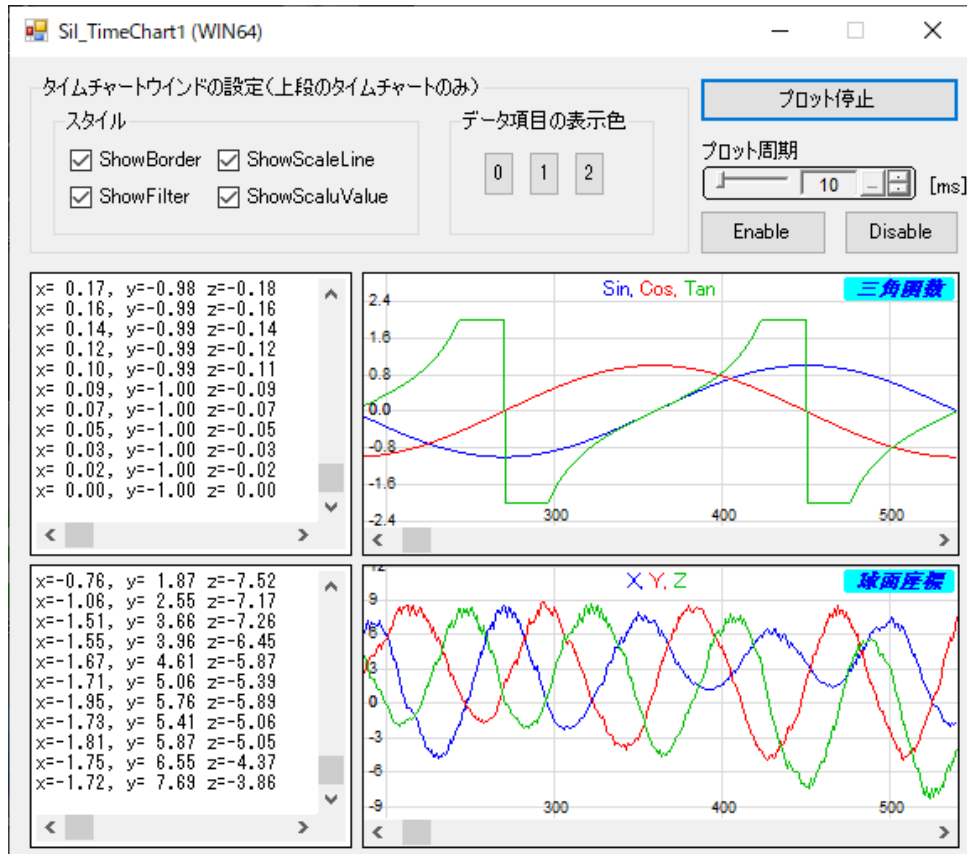 Sil_TimeChart1 (WIN64)
タイムチャートウインドの設定(上段のタイムチャートのみ)
スタイル
ShowBorder ShowScaleLine
ShowFilter ShowScaluValue
データ項目の表示色
0 1 2
プロット停止
プロット周期
10 [ms]
Enable Disable
x= 0.17, y=-0.98 z=-0.18
x= 0.16, y=-0.99 z=-0.16
x= 0.14, y=-0.99 z=-0.14
x= 0.12, y=-0.99 z=-0.12
x= 0.10, y=-0.99 z=-0.11
x= 0.09, y=-1.00 z=-0.09
x= 0.07, y=-1.00 z=-0.07
x= 0.05, y=-1.00 z=-0.05
x= 0.03, y=-1.00 z=-0.03
x= 0.02, y=-1.00 z=-0.02
x= 0.00, y=-1.00 z= 0.00
Sin, Cos, Tan
三角関数
2.4
1.6
0.8
0.0
-0.8
-1.6
-2.4
300 400 500
x=-0.76, y= 1.87 z=-7.52
x=-1.06, y= 2.55 z=-7.17
x=-1.51, y= 3.66 z=-7.26
x=-1.55, y= 3.96 z=-6.45
x=-1.67, y= 4.61 z=-5.87
x=-1.71, y= 5.06 z=-5.39
x=-1.95, y= 5.76 z=-5.89
x=-1.73, y= 5.41 z=-5.06
x=-1.81, y= 5.87 z=-5.05
x=-1.75, y= 6.55 z=-4.37
x=-1.72, y= 7.69 z=-3.86
X, Y, Z
球面座標
12
9
6
3
0
-3
-6
-9
300 400 500